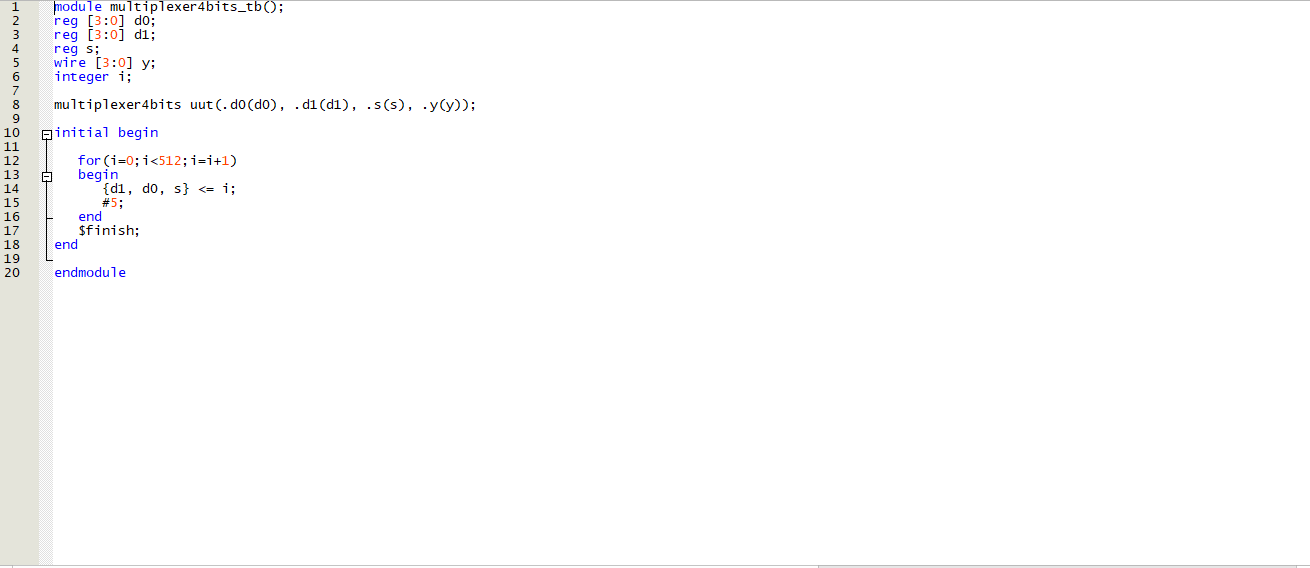 1 module multiplexer4bits_tb();
2 reg [3:0] d0;
3 reg [3:0] d1;
4 reg s;
5 wire [3:0] y;
6 integer i;
7
8 multiplexer4bits uut(.d0(d0), .d1(d1), .s(s), .y(y));
9
10 initial begin
11
12 for(i=0;i<512;i=i+1)
13 begin
14 {d1, d0, s} <= i;
15 #5;
16 end
17 $finish;
18 end
19
20 endmodule